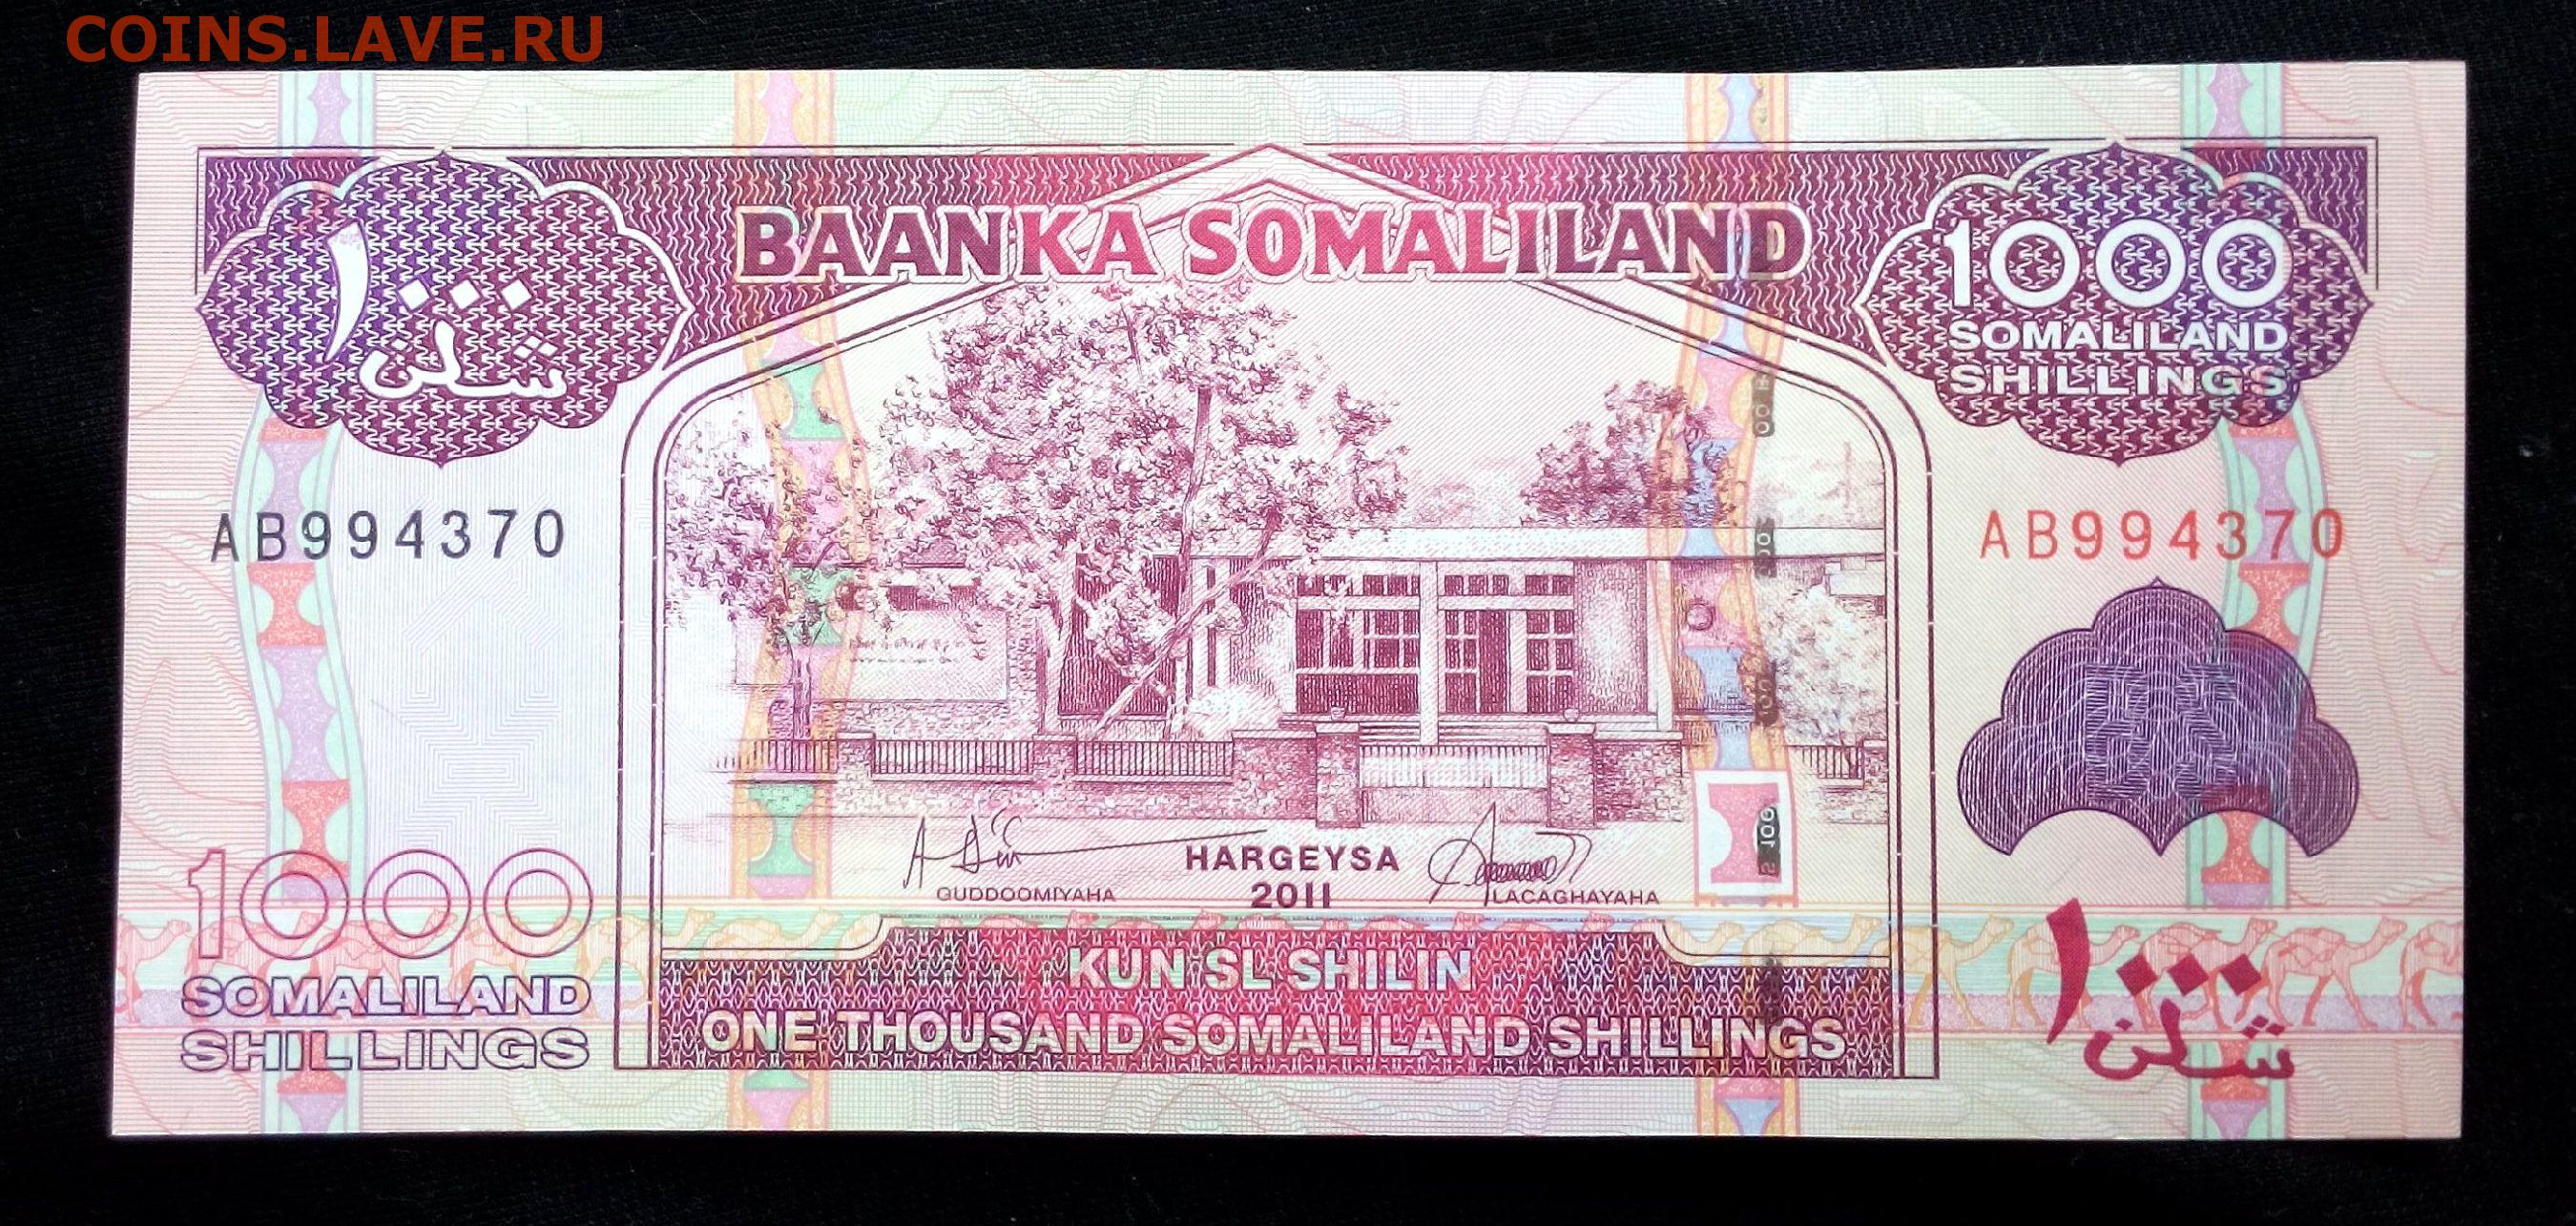 COINS.LAVE.RU
١٠٠٠
شلن
BAANKA SOMALILAND
1000
SOMALILAND
SHILLINGS
AB994370
AB994370
HARGEYSA
2011
GUDDOOMIYAHA
LACAGHAYAHA
1000
SOMALILAND
SHILLINGS
KUN SL SHILIN
ONE THOUSAND SOMALILAND SHILLINGS
١٠٠٠
شلن